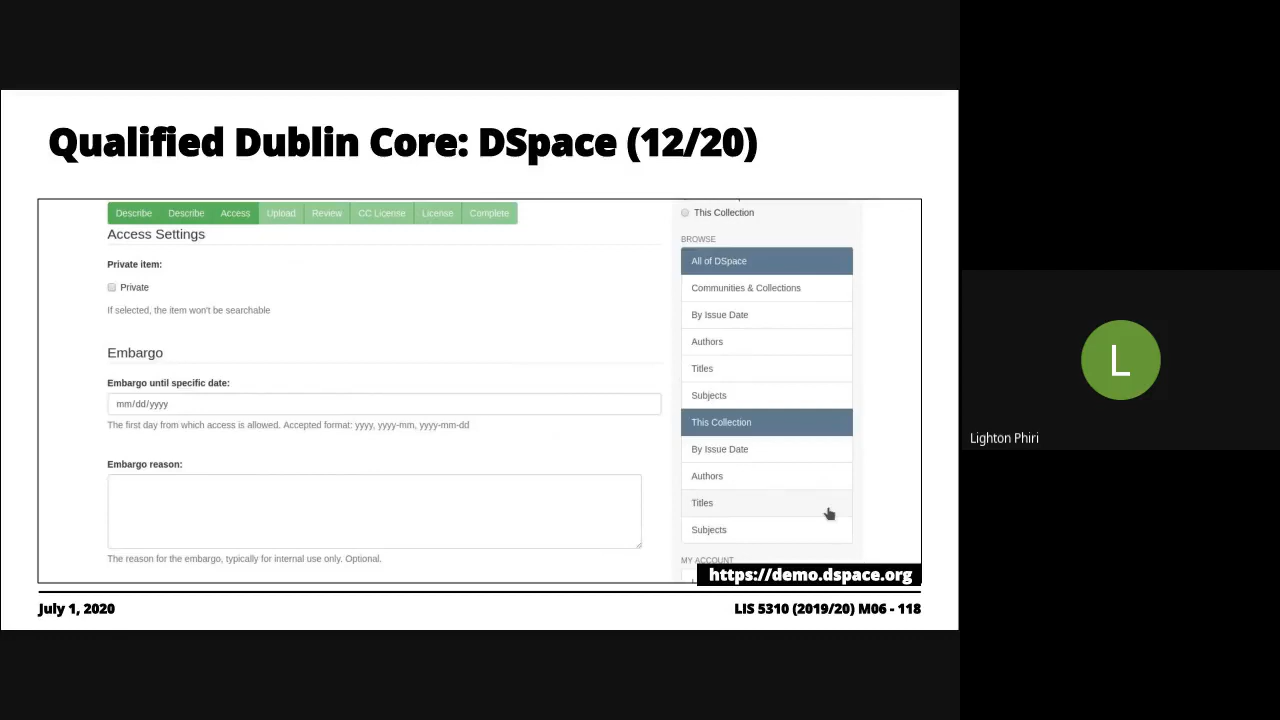 Qualified Dublin Core: DSpace (12/20)
Describe Describe Access Upload Review CC License License Complete
Access Settings
Private item:
Private
If selected, the item won't be searchable
Embargo
Embargo until specific date:
mm/dd/yyyy
The first day from which access is allowed. Accepted format: yyyy, yyyy-mm, yyyy-mm-dd
Embargo reason:
The reason for the embargo, typically for internal use only. Optional.
This Collection
BROWSE
All of DSpace
Communities & Collections
By Issue Date
Authors
Titles
Subjects
This Collection
By Issue Date
Authors
Titles
Subjects
MY ACCOUNT
https://demo.dspace.org
July 1, 2020
LIS 5310 (2019/20) M06 - 118
L
Lighton Phiri